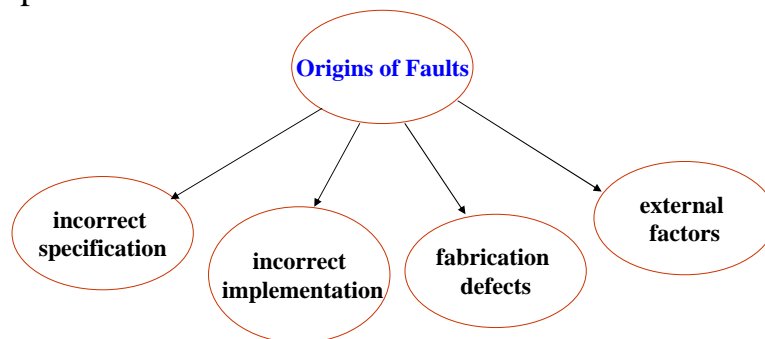 Origins of Faults
incorrect
specification
incorrect
implementation
fabrication
defects
external
factors